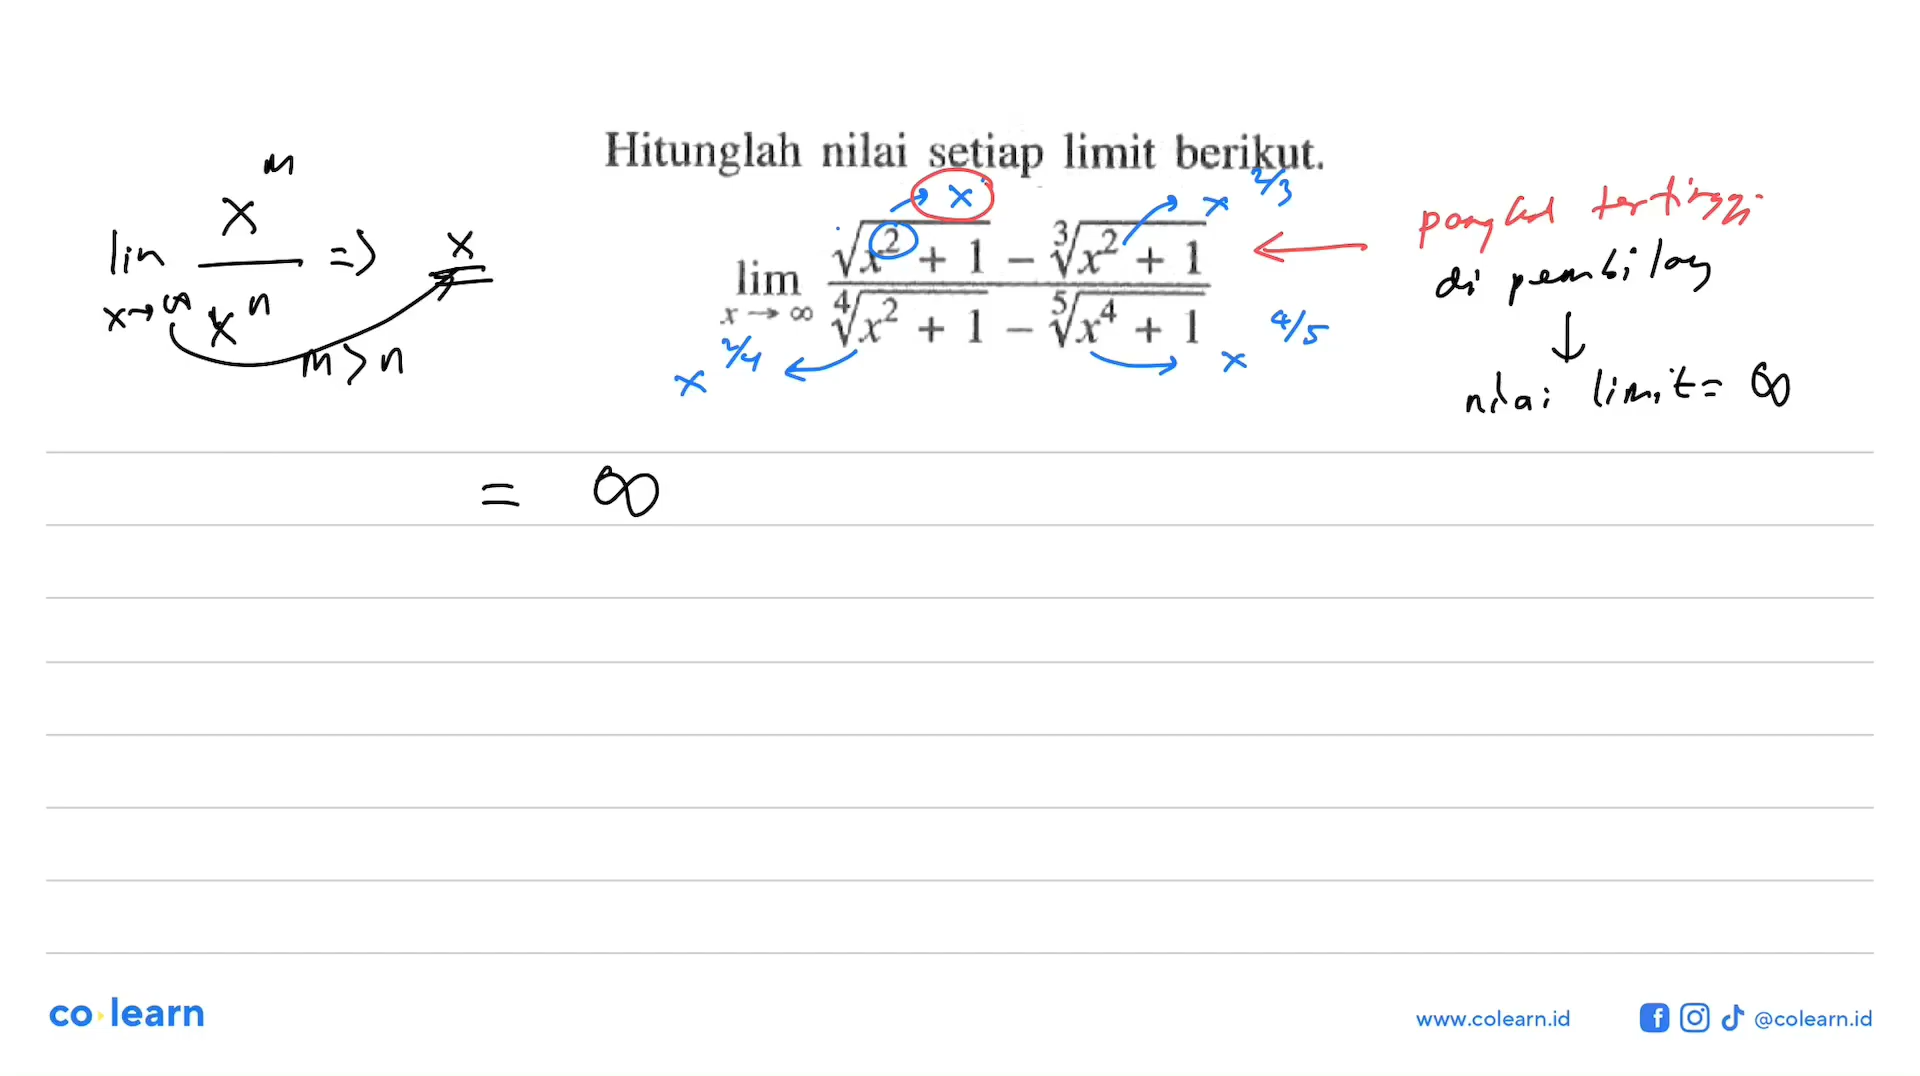 Hitunglah nilai setiap limit berikut.
lim x→∞ x^m / x^n ⇒ x
m > n
lim x→∞ (√(x² + 1) − ∛(x² + 1)) / (∜(x² + 1) − ⁵√(x⁴ + 1))
x
x^2/3
x^2/4
x^4/5
pangkat tertinggi
di pembilang
↓
nilai limit = ∞
= ∞
co learn
www.colearn.id
@colearn.id